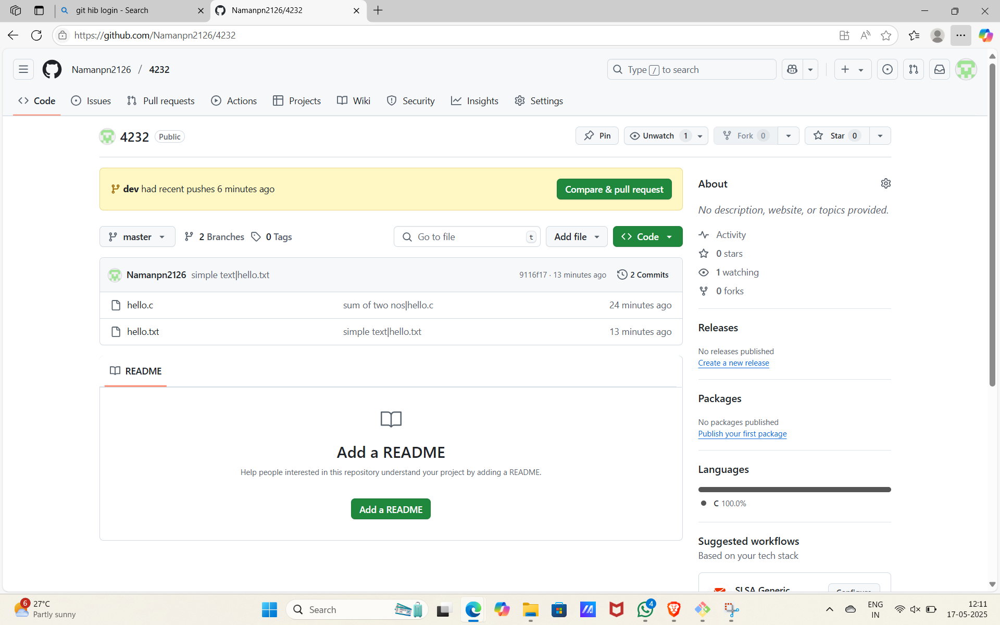 git hib login - Search
Namanpn2126/4232
https://github.com/Namanpn2126/4232
Namanpn2126 / 4232
Type / to search
Code
Issues
Pull requests
Actions
Projects
Wiki
Security
Insights
Settings
4232 Public
Pin
Unwatch 1
Fork 0
Star 0
dev had recent pushes 6 minutes ago
Compare & pull request
master
2 Branches
0 Tags
Go to file
t
Add file
Code
Namanpn2126 simple text|hello.txt
9116f17 · 13 minutes ago
2 Commits
hello.c sum of two nos|hello.c 24 minutes ago
hello.txt simple text|hello.txt 13 minutes ago
README
Add a README
Help people interested in this repository understand your project by adding a README.
Add a README
About
No description, website, or topics provided.
Activity
0 stars
1 watching
0 forks
Releases
No releases published
Create a new release
Packages
No packages published
Publish your first package
Languages
C 100.0%
Suggested workflows
Based on your tech stack
SLSA Generic
Configure
6
27°C
Partly sunny
Search
4
ENG
IN
12:11
17-05-2025